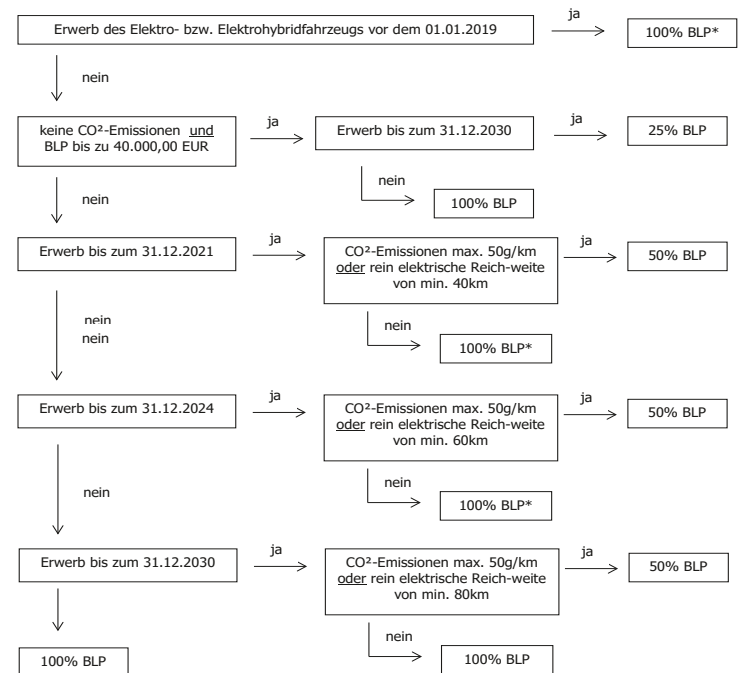 Erwerb des Elektro- bzw. Elektrohybridfahrzeugs vor dem 01.01.2019
ja
100% BLP*
nein
keine CO²-Emissionen und
BLP bis zu 40.000,00 EUR
ja
Erwerb bis zum 31.12.2030
ja
25% BLP
nein
100% BLP
nein
Erwerb bis zum 31.12.2021
ja
CO²-Emissionen max. 50g/km
oder rein elektrische Reich-weite
von min. 40km
ja
50% BLP
nein
100% BLP*
nein
nein
Erwerb bis zum 31.12.2024
ja
CO²-Emissionen max. 50g/km
oder rein elektrische Reich-weite
von min. 60km
ja
50% BLP
nein
100% BLP*
nein
Erwerb bis zum 31.12.2030
ja
CO²-Emissionen max. 50g/km
oder rein elektrische Reich-weite
von min. 80km
ja
50% BLP
nein
100% BLP
100% BLP